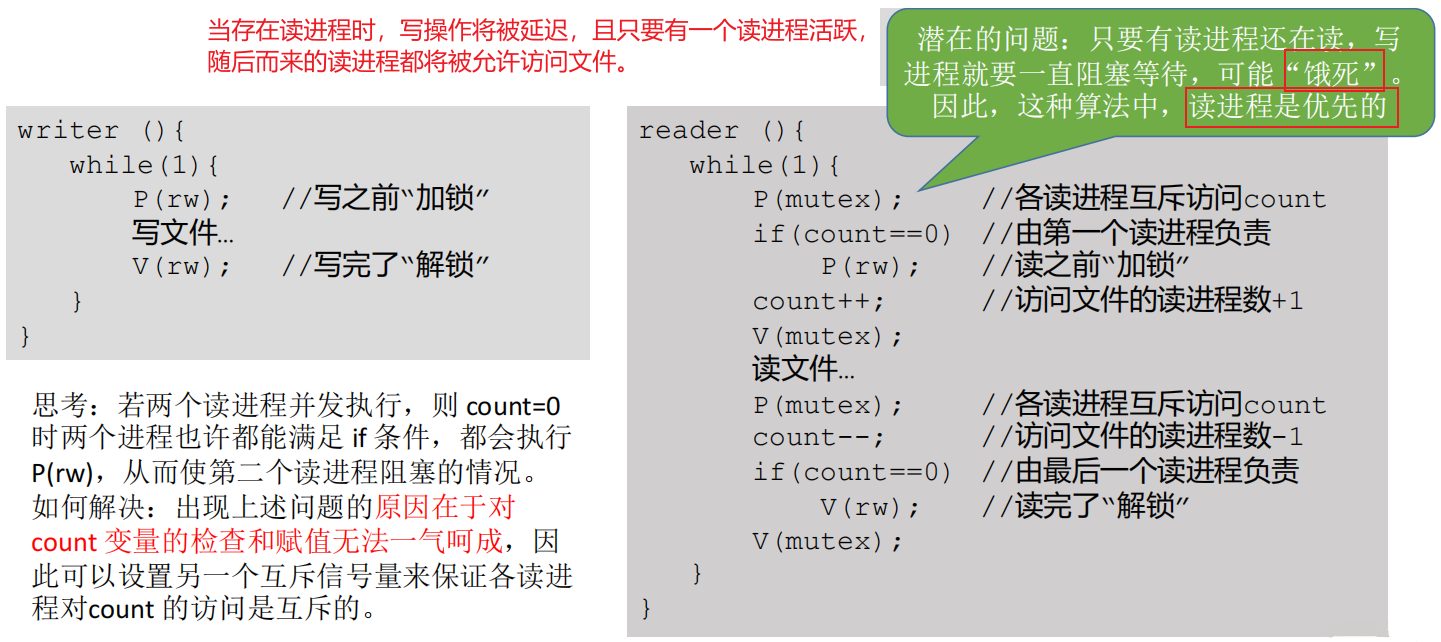 当存在读进程时，写操作将被延迟，且只要有一个读进程活跃，
随后而来的读进程都将被允许访问文件。
潜在的问题：只要有读进程还在读，写
进程就要一直阻塞等待，可能“饿死”。
因此，这种算法中，读进程是优先的
writer (){
while(1){
P(rw); //写之前“加锁”
写文件…
V(rw); //写完了“解锁”
}
}
思考：若两个读进程并发执行，则 count=0
时两个进程也许都能满足 if 条件，都会执行
P(rw)，从而使第二个读进程阻塞的情况。
如何解决：出现上述问题的原因在于对
count 变量的检查和赋值无法一气呵成，因
此可以设置另一个互斥信号量来保证各读进
程对count 的访问是互斥的。
reader (){
while(1){
P(mutex); //各读进程互斥访问count
if(count==0) //由第一个读进程负责
P(rw); //读之前“加锁”
count++; //访问文件的读进程数+1
V(mutex);
读文件…
P(mutex); //各读进程互斥访问count
count--; //访问文件的读进程数-1
if(count==0) //由最后一个读进程负责
V(rw); //读完了“解锁”
V(mutex);
}
}